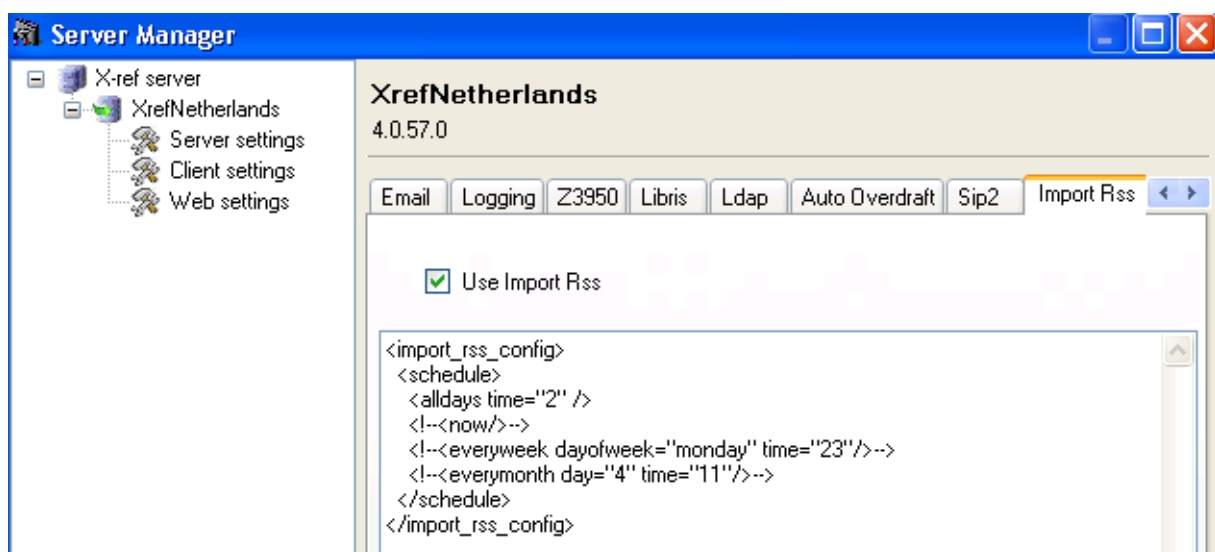 Server Manager
X-ref server
XrefNetherlands
Server settings
Client settings
Web settings
XrefNetherlands
4.0.57.0
Email Logging Z3950 Libris Ldap Auto Overdraft Sip2 Import Rss
Use Import Rss
<import_rss_config>
<schedule>
<alldays time="2" />
<!--<now/>-->
<!--<everyweek dayofweek="monday" time="23"/>-->
<!--<everymonth day="4" time="11"/>-->
</schedule>
</import_rss_config>